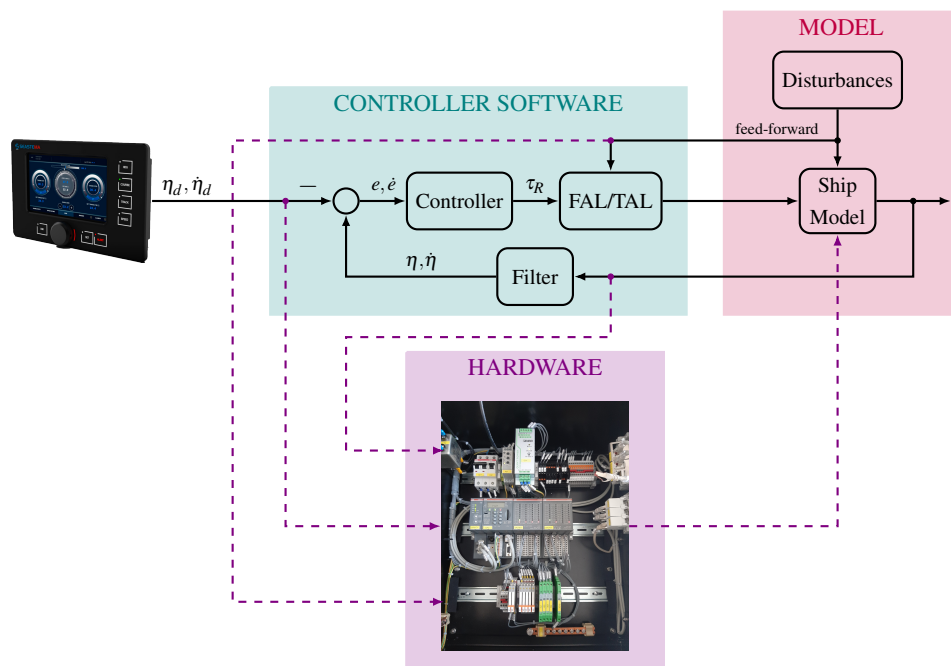 MODEL
Disturbances
CONTROLLER SOFTWARE
feed-forward
η_d, η̇_d
—
e, ė
Controller
τ_R
FAL/TAL
Ship
Model
η, η̇
Filter
HARDWARE